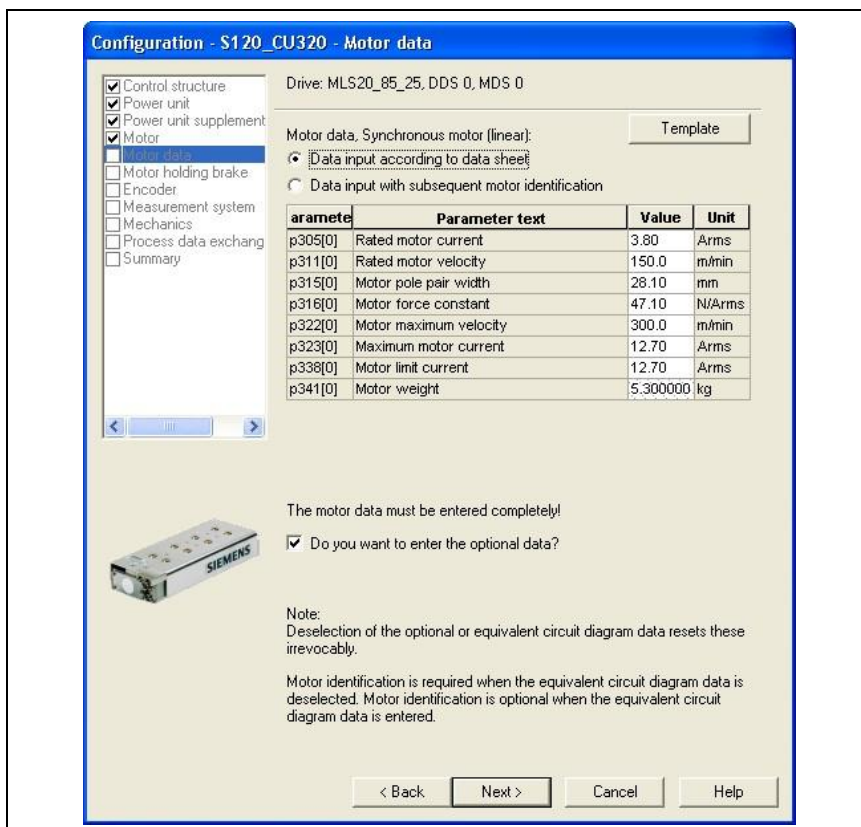 Configuration - S120_CU320 - Motor data
Control structure
Power unit
Power unit supplement
Motor
Motor data
Motor holding brake
Encoder
Measurement system
Mechanics
Process data exchang
Summary
Drive: MLS20_85_25, DDS 0, MDS 0
Template
Motor data, Synchronous motor (linear):
Data input according to data sheet
Data input with subsequent motor identification
aramete Parameter text Value Unit
p305[0] Rated motor current 3.80 Arms
p311[0] Rated motor velocity 150.0 m/min
p315[0] Motor pole pair width 28.10 mm
p316[0] Motor force constant 47.10 N/Arms
p322[0] Motor maximum velocity 300.0 m/min
p323[0] Maximum motor current 12.70 Arms
p338[0] Motor limit current 12.70 Arms
p341[0] Motor weight 5.300000 kg
The motor data must be entered completely!
Do you want to enter the optional data?
SIEMENS
Note:
Deselection of the optional or equivalent circuit diagram data resets these
irrevocably.
Motor identification is required when the equivalent circuit diagram data is
deselected. Motor identification is optional when the equivalent circuit
diagram data is entered.
< Back Next > Cancel Help